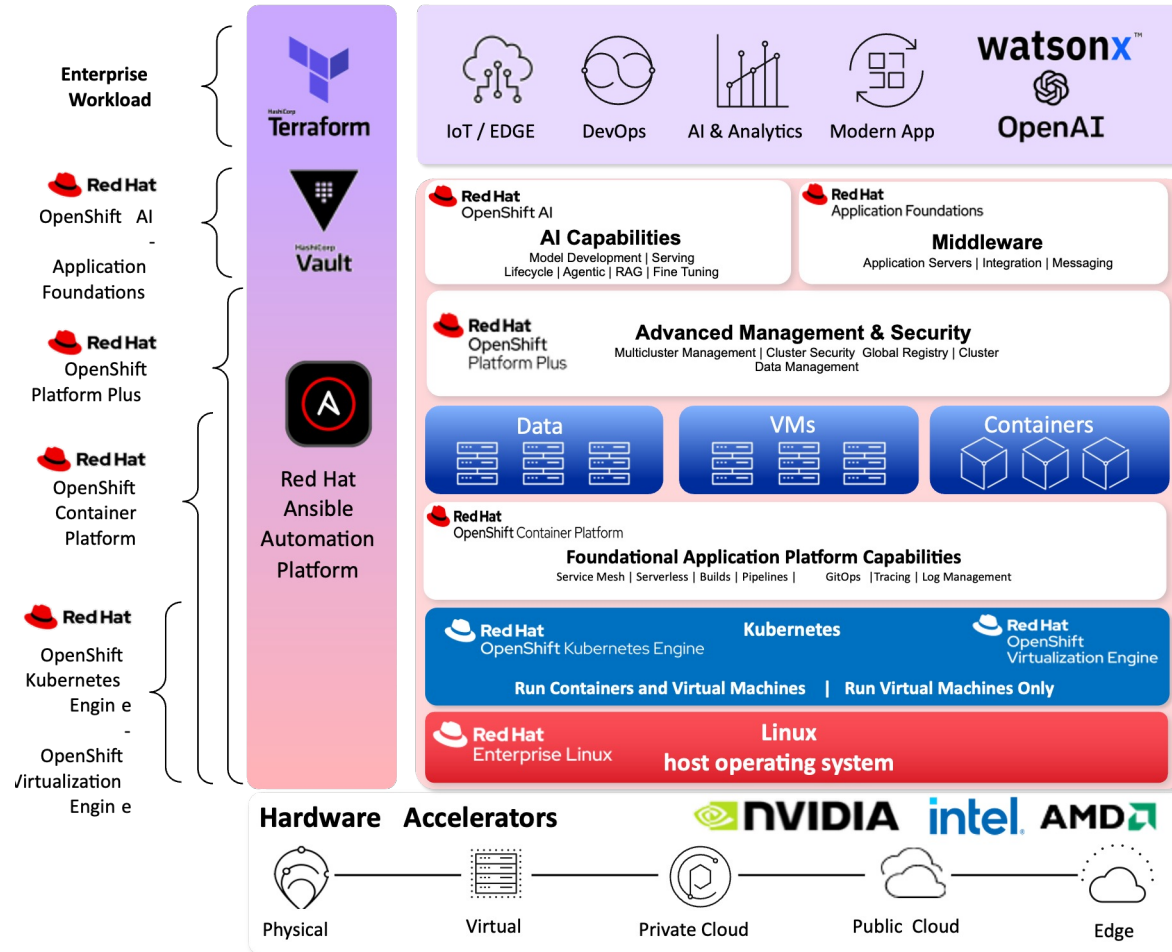 Enterprise
Workload
Red Hat
OpenShift AI
-
Application
Foundations
Red Hat
OpenShift
Platform Plus
Red Hat
OpenShift
Container
Platform
Red Hat
OpenShift
Kubernetes
Engin e
-
OpenShift
Virtualization
Engin e
HashiCorp
Terraform
HashiCorp
Vault
Red Hat
Ansible
Automation
Platform
IoT / EDGE
DevOps
AI & Analytics
Modern App
watsonx™
OpenAI
Red Hat
OpenShift AI
AI Capabilities
Model Development | Serving
Lifecycle | Agentic | RAG | Fine Tuning
Red Hat
Application Foundations
Middleware
Application Servers | Integration | Messaging
Red Hat
OpenShift
Platform Plus
Advanced Management & Security
Multicluster Management | Cluster Security Global Registry | Cluster
Data Management
Data
VMs
Containers
Red Hat
OpenShift Container Platform
Foundational Application Platform Capabilities
Service Mesh | Serverless | Builds | Pipelines | GitOps |Tracing | Log Management
Red Hat
OpenShift Kubernetes Engine
Kubernetes
Red Hat
OpenShift
Virtualization Engine
Run Containers and Virtual Machines | Run Virtual Machines Only
Red Hat
Enterprise Linux
Linux
host operating system
Hardware Accelerators
NVIDIA
intel.
AMD
Physical
Virtual
Private Cloud
Public Cloud
Edge